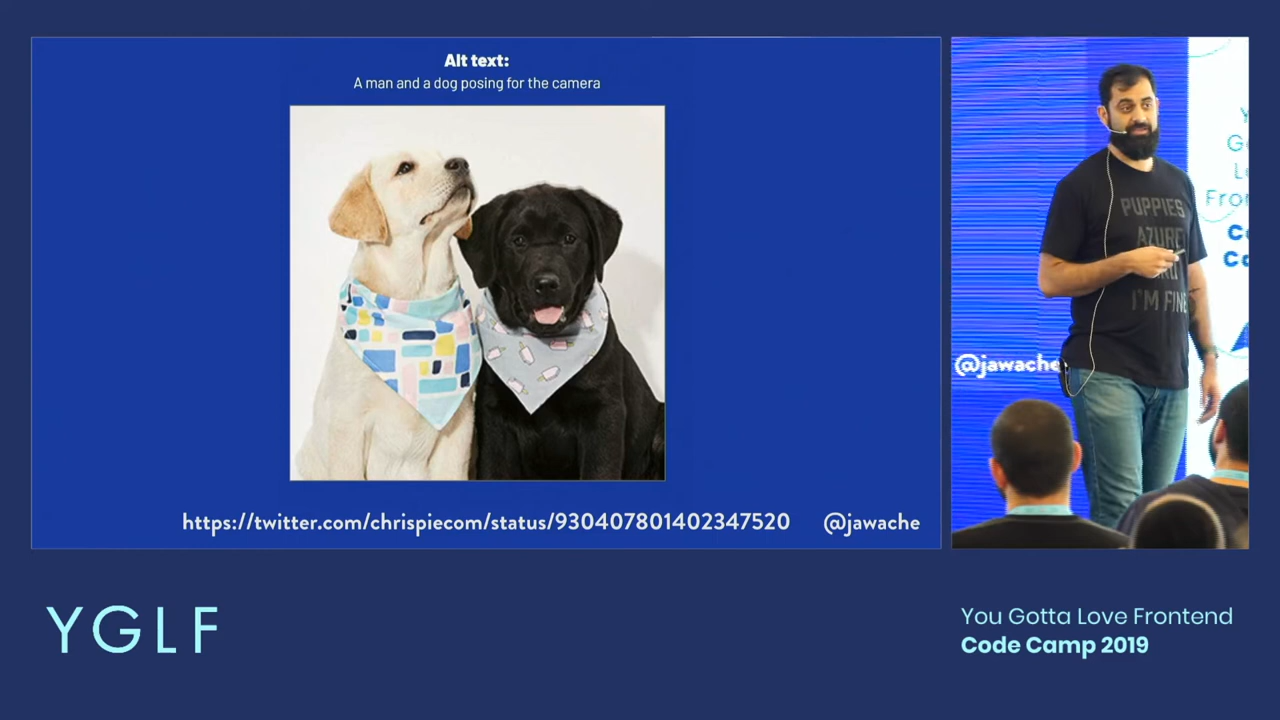 Alt text:
A man and a dog posing for the camera
https://twitter.com/chrispiecom/status/930407801402347520
@jawache
PUPPIES
AZURE
I'M FINE
@jawache
YGLF
You Gotta Love Frontend
Code Camp 2019